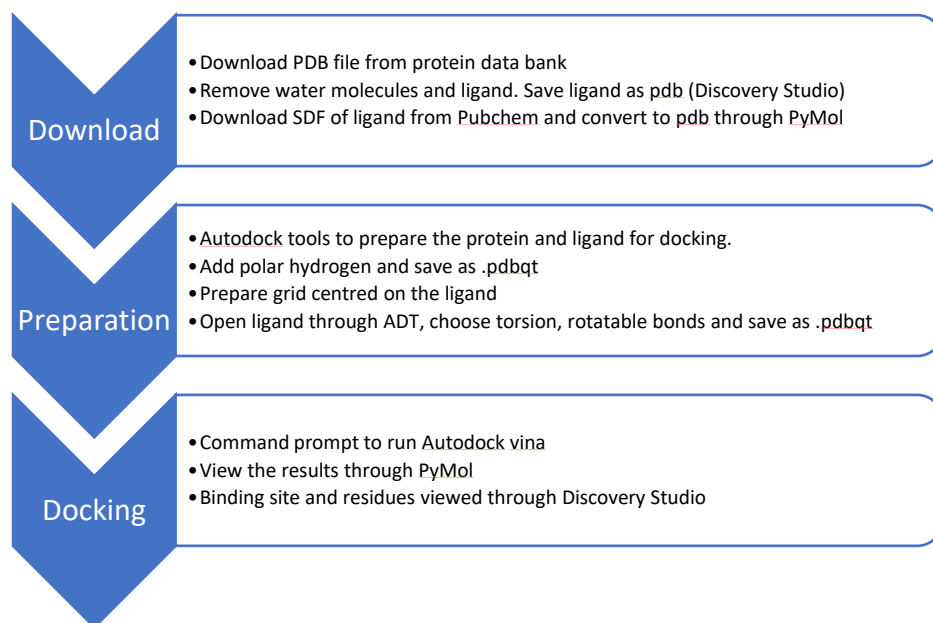 Download
•Download PDB file from protein data bank
•Remove water molecules and ligand. Save ligand as pdb (Discovery Studio)
•Download SDF of ligand from Pubchem and convert to pdb through PyMol
Preparation
•Autodock tools to prepare the protein and ligand for docking.
•Add polar hydrogen and save as .pdbqt
•Prepare grid centred on the ligand
•Open ligand through ADT, choose torsion, rotatable bonds and save as .pdbqt
Docking
•Command prompt to run Autodock vina
•View the results through PyMol
•Binding site and residues viewed through Discovery Studio